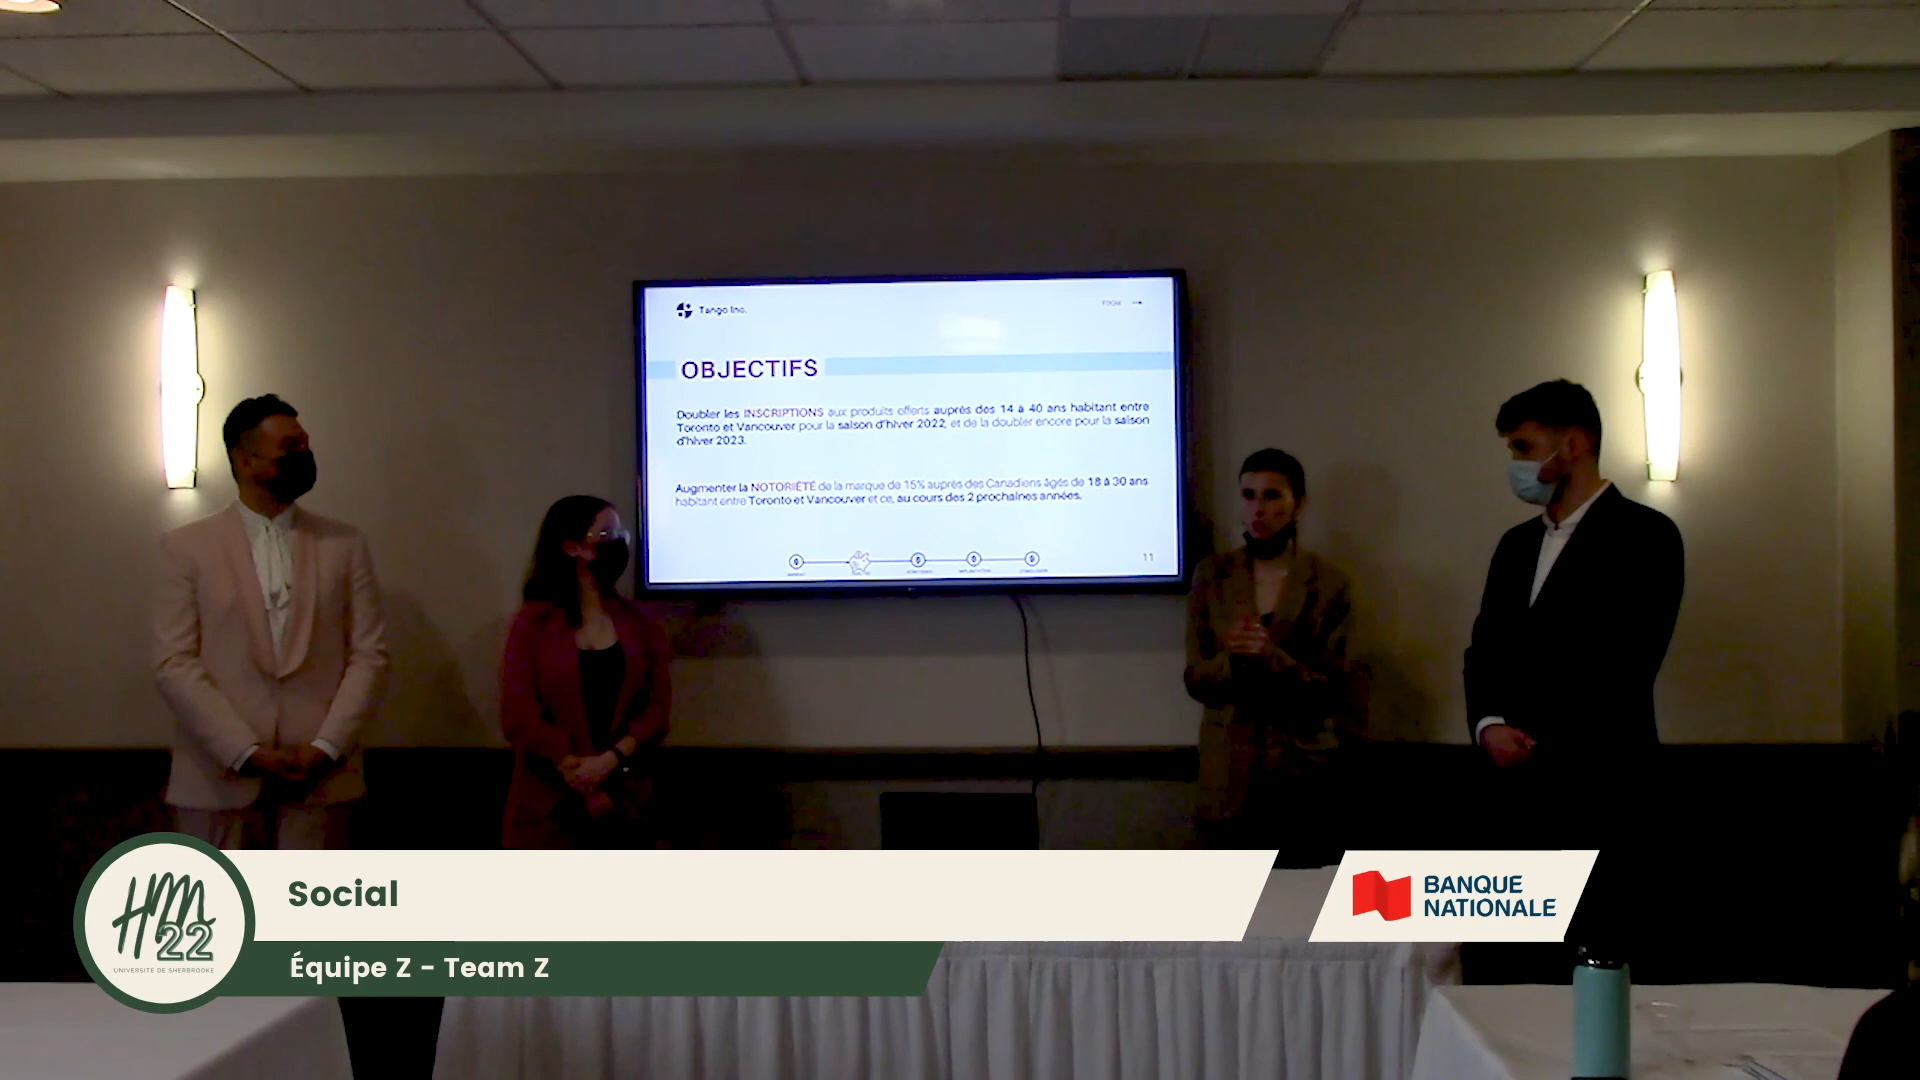 Tango Inc.
OBJECTIFS
Doubler les INSCRIPTIONS aux produits offerts auprès des 14 à 40 ans habitant entre
Toronto et Vancouver pour la saison d'hiver 2022, et de la doubler encore pour la saison
d'hiver 2023.
Augmenter la NOTORIÉTÉ de la marque de 15% auprès des Canadiens âgés de 18 à 30 ans
habitant entre Toronto et Vancouver et ce, au cours des 2 prochaines années.
11
Social
BANQUE
NATIONALE
HM
22
UNIVERSITÉ DE SHERBROOKE
Équipe Z - Team Z